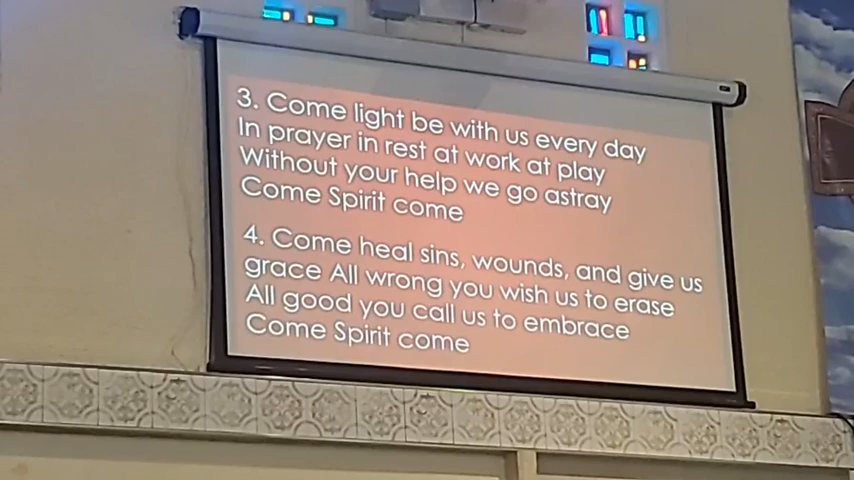 3. Come light be with us every day
In prayer in rest at work at play
Without your help we go astray
Come Spirit come
4. Come heal sins, wounds, and give us
grace All wrong you wish us to erase
All good you call us to embrace
Come Spirit come